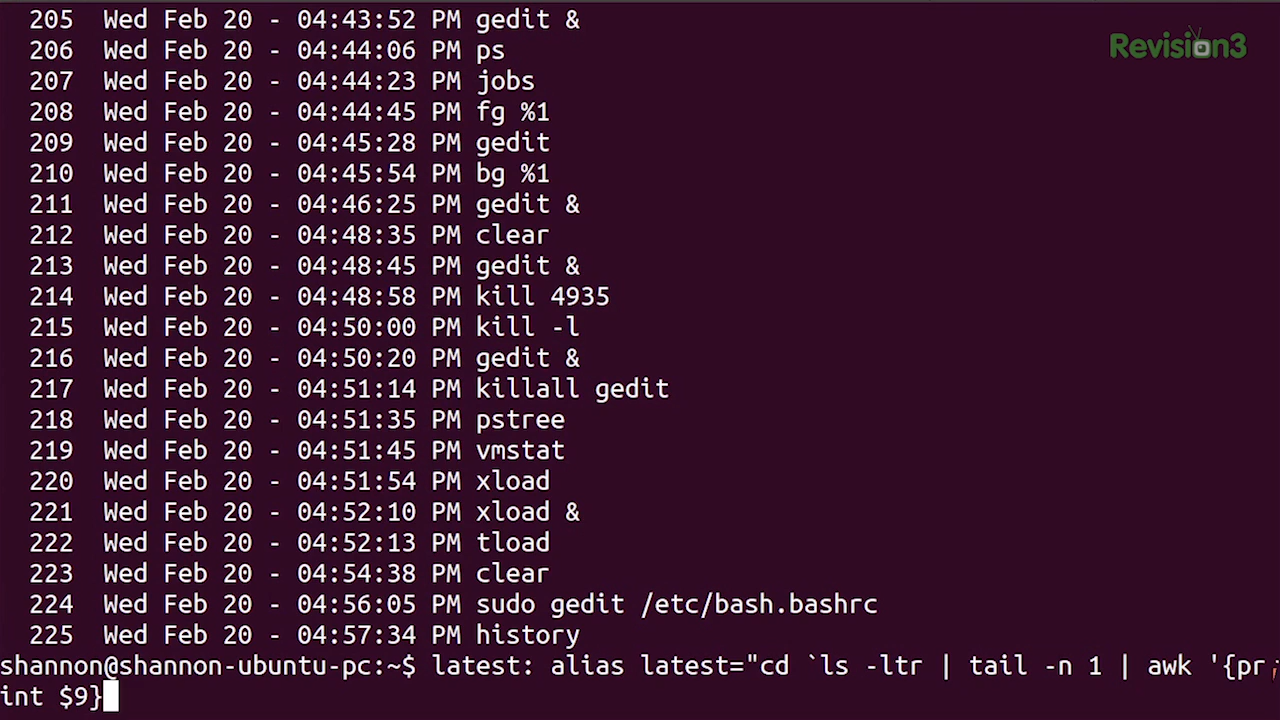 205 Wed Feb 20 - 04:43:52 PM gedit &
Revision3
206 Wed Feb 20 - 04:44:06 PM ps
207 Wed Feb 20 - 04:44:23 PM jobs
208 Wed Feb 20 - 04:44:45 PM fg %1
209 Wed Feb 20 - 04:45:28 PM gedit
210 Wed Feb 20 - 04:45:54 PM bg %1
211 Wed Feb 20 - 04:46:25 PM gedit &
212 Wed Feb 20 - 04:48:35 PM clear
213 Wed Feb 20 - 04:48:45 PM gedit &
214 Wed Feb 20 - 04:48:58 PM kill 4935
215 Wed Feb 20 - 04:50:00 PM kill -l
216 Wed Feb 20 - 04:50:20 PM gedit &
217 Wed Feb 20 - 04:51:14 PM killall gedit
218 Wed Feb 20 - 04:51:35 PM pstree
219 Wed Feb 20 - 04:51:45 PM vmstat
220 Wed Feb 20 - 04:51:54 PM xload
221 Wed Feb 20 - 04:52:10 PM xload &
222 Wed Feb 20 - 04:52:13 PM tload
223 Wed Feb 20 - 04:54:38 PM clear
224 Wed Feb 20 - 04:56:05 PM sudo gedit /etc/bash.bashrc
225 Wed Feb 20 - 04:57:34 PM history
shannon@shannon-ubuntu-pc:~$ latest: alias latest="cd `ls -ltr | tail -n 1 | awk '{pr
int $9}